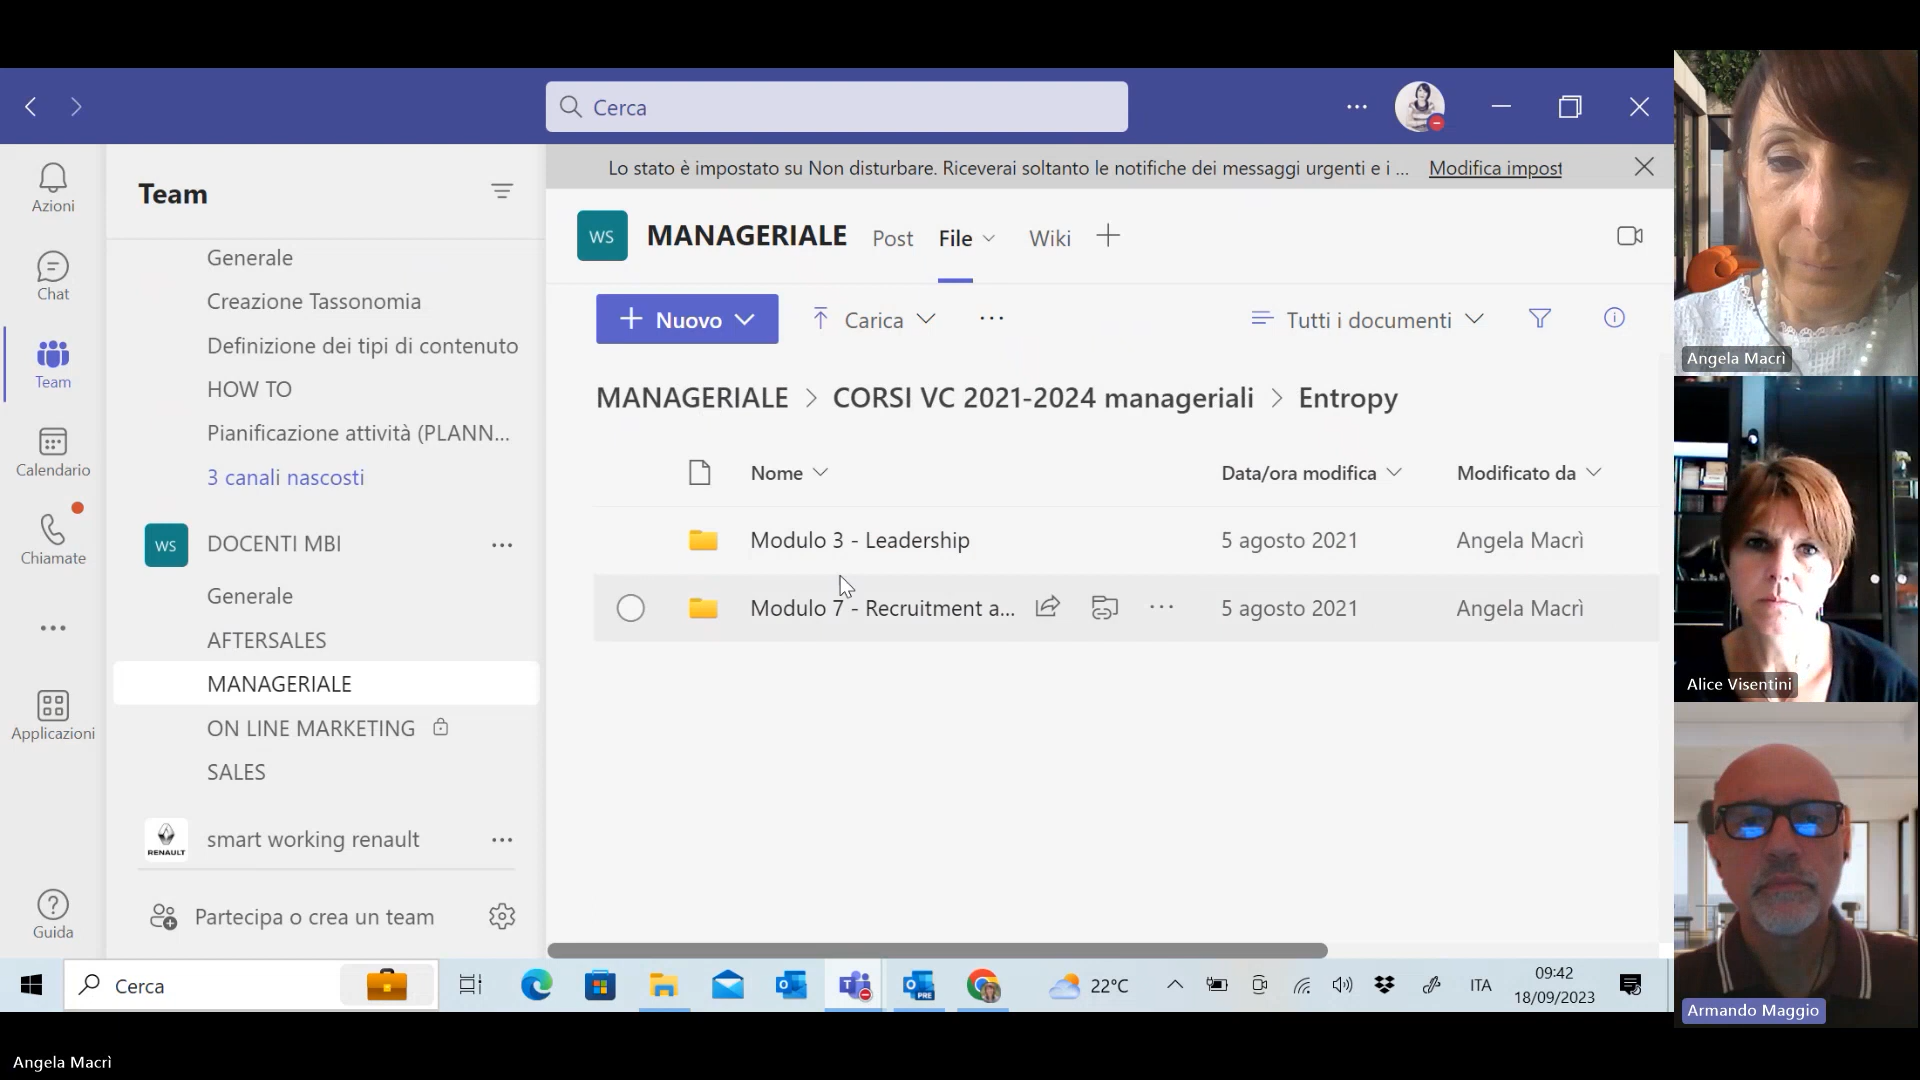 Cerca
Lo stato è impostato su Non disturbare. Riceverai soltanto le notifiche dei messaggi urgenti e i ...
Modifica impost
Azioni
Chat
Team
Calendario
Chiamate
Applicazioni
Guida
Team
Generale
Creazione Tassonomia
Definizione dei tipi di contenuto
HOW TO
Pianificazione attività (PLANN...
3 canali nascosti
WS DOCENTI MBI
Generale
AFTERSALES
MANAGERIALE
ON LINE MARKETING
SALES
RENAULT smart working renault
Partecipa o crea un team
WS MANAGERIALE Post File Wiki
Nuovo Carica Tutti i documenti
MANAGERIALE > CORSI VC 2021-2024 manageriali > Entropy
Nome Data/ora modifica Modificato da
Modulo 3 - Leadership 5 agosto 2021 Angela Macrì
Modulo 7 - Recruitment a... 5 agosto 2021 Angela Macrì
Angela Macrì
Alice Visentini
Armando Maggio
Cerca
PRE
22°C
ITA
09:42
18/09/2023
Angela Macrì